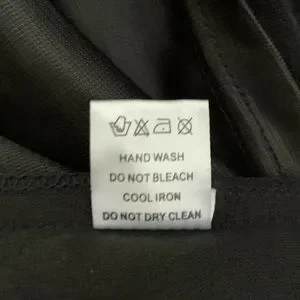 HAND WASH
DO NOT BLEACH
COOL IRON
DO NOT DRY CLEAN